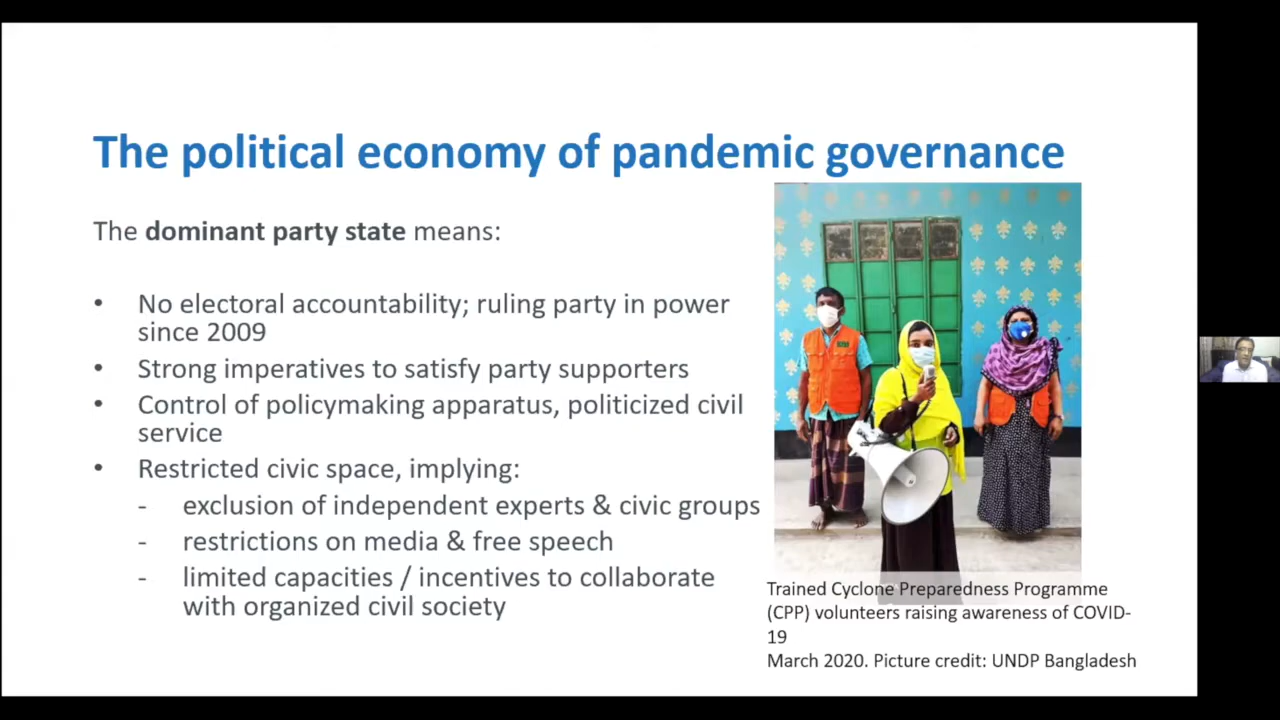 The political economy of pandemic governance
The dominant party state means:
• No electoral accountability; ruling party in power
since 2009
• Strong imperatives to satisfy party supporters
• Control of policymaking apparatus, politicized civil
service
• Restricted civic space, implying:
- exclusion of independent experts & civic groups
- restrictions on media & free speech
- limited capacities / incentives to collaborate
with organized civil society
Trained Cyclone Preparedness Programme
(CPP) volunteers raising awareness of COVID-
19
March 2020. Picture credit: UNDP Bangladesh